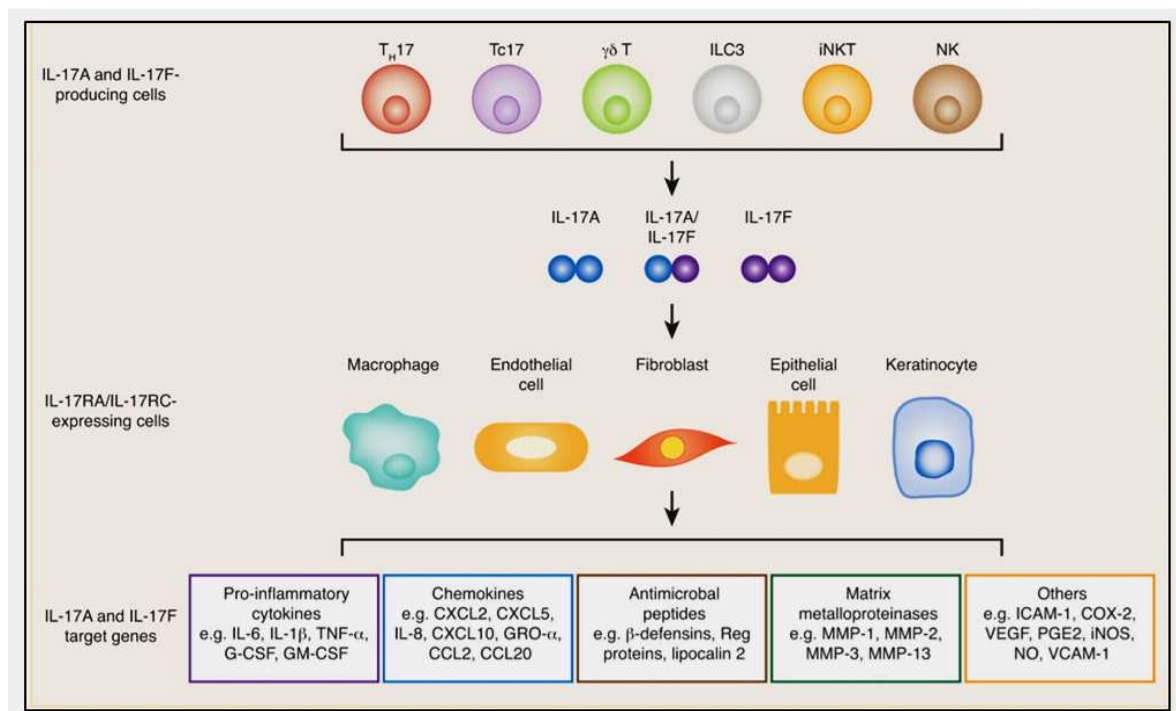 T_H17
Tc17
γδ T
ILC3
iNKT
NK
IL-17A and IL-17F-
producing cells
IL-17A
IL-17A/
IL-17F
IL-17F
Macrophage
Endothelial
cell
Fibroblast
Epithelial
cell
Keratinocyte
IL-17RA/IL-17RC-
expressing cells
IL-17A and IL-17F
target genes
Pro-inflammatory
cytokines
e.g. IL-6, IL-1β, TNF-α,
G-CSF, GM-CSF
Chemokines
e.g. CXCL2, CXCL5,
IL-8, CXCL10, GRO-α,
CCL2, CCL20
Antimicrobial
peptides
e.g. β-defensins, Reg
proteins, lipocalin 2
Matrix
metalloproteinases
e.g. MMP-1, MMP-2,
MMP-3, MMP-13
Others
e.g. ICAM-1, COX-2,
VEGF, PGE2, iNOS,
NO, VCAM-1